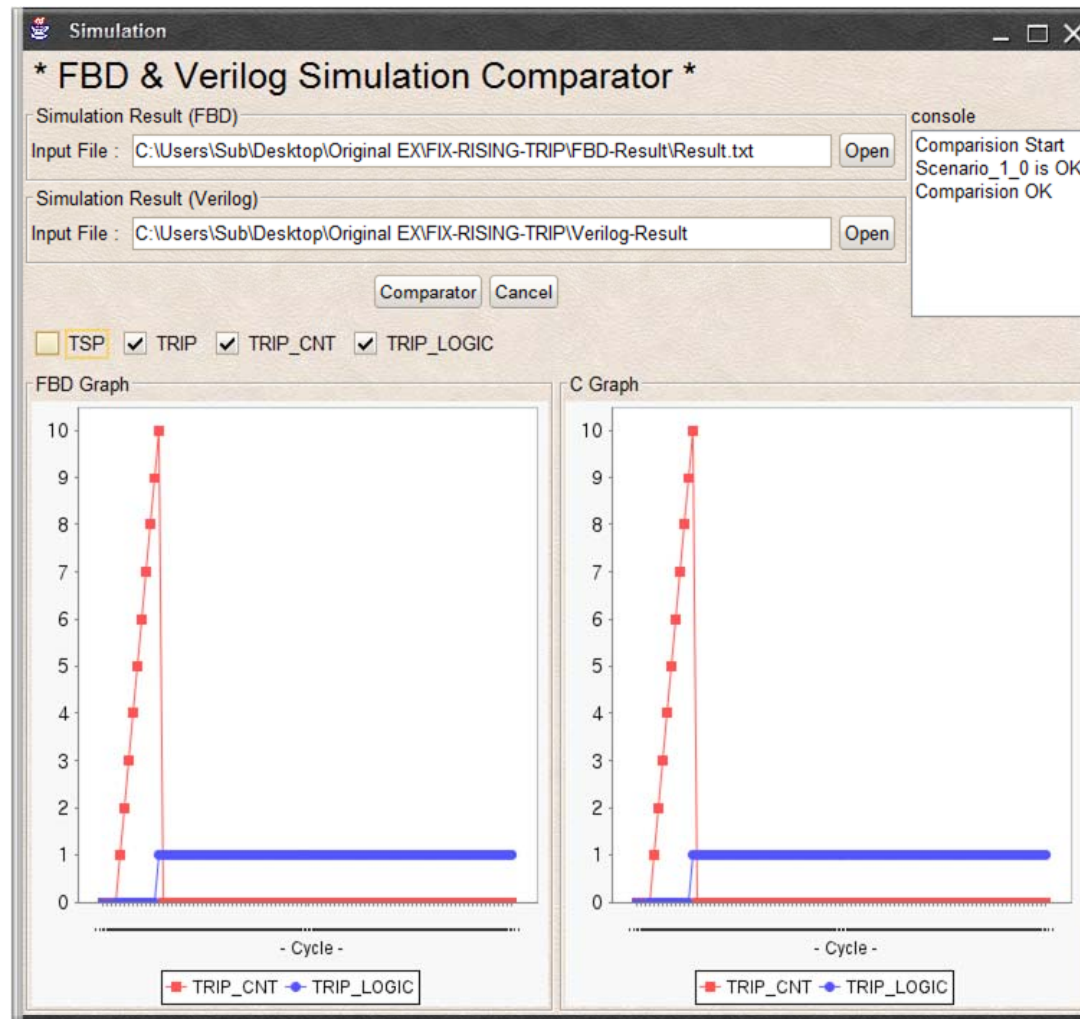 Simulation
* FBD & Verilog Simulation Comparator *
Simulation Result (FBD)
Input File : C:\Users\Sub\Desktop\Original EX\FIX-RISING-TRIP\FBD-Result\Result.txt Open
Simulation Result (Verilog)
Input File : C:\Users\Sub\Desktop\Original EX\FIX-RISING-TRIP\Verilog-Result Open
console
Comparision Start
Scenario_1_0 is OK
Comparision OK
Comparator Cancel
TSP TRIP TRIP_CNT TRIP_LOGIC
FBD Graph
10
9
8
7
6
5
4
3
2
1
0
- Cycle -
TRIP_CNT TRIP_LOGIC
C Graph
10
9
8
7
6
5
4
3
2
1
0
- Cycle -
TRIP_CNT TRIP_LOGIC